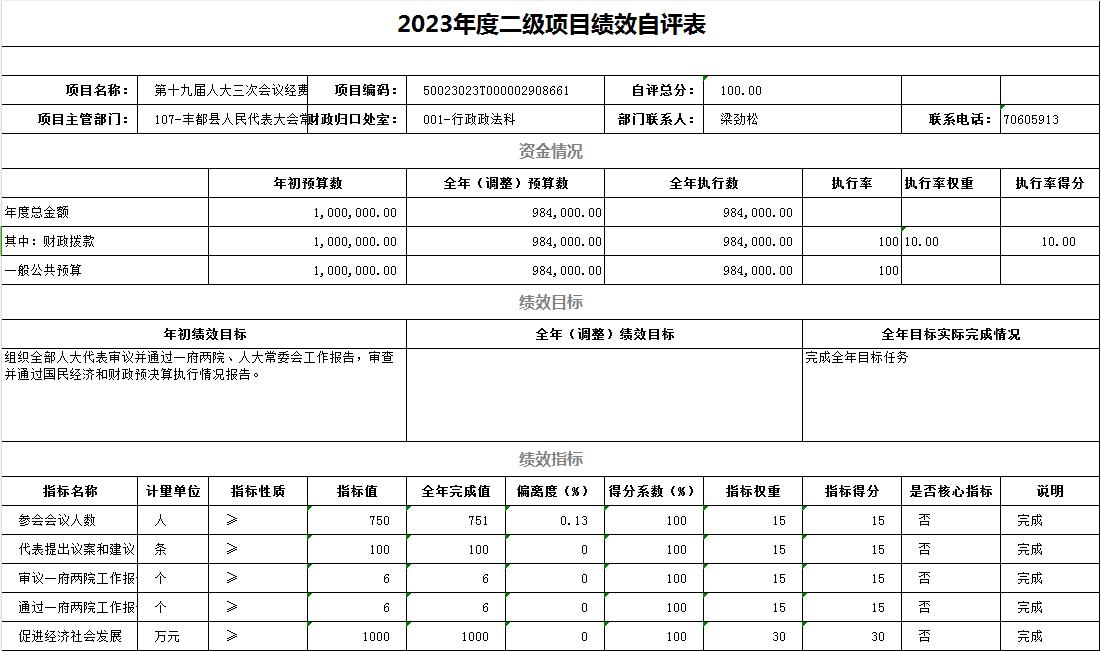 2023年度二级项目绩效自评表
项目名称： 第十九届人大三次会议经费 项目编码： 50023023T000002908661 自评总分： 100.00
项目主管部门： 107-丰都县人民代表大会常 财政归口处室： 001-行政政法科 部门联系人： 梁劲松 联系电话： 70605913
资金情况
年初预算数 全年（调整）预算数 全年执行数 执行率 执行率权重 执行率得分
年度总金额 1,000,000.00 984,000.00 984,000.00
其中：财政拨款 1,000,000.00 984,000.00 984,000.00 100 10.00 10.00
一般公共预算 1,000,000.00 984,000.00 984,000.00 100
绩效目标
年初绩效目标 全年（调整）绩效目标 全年目标实际完成情况
组织全部人大代表审议并通过一府两院、人大常委会工作报告，审查 完成全年目标任务
并通过国民经济和财政预决算执行情况报告。
绩效指标
指标名称 计量单位 指标性质 指标值 全年完成值 偏离度（%） 得分系数（%） 指标权重 指标得分 是否核心指标 说明
参会会议人数 人 ≥ 750 751 0.13 100 15 15 否 完成
代表提出议案和建议 条 ≥ 100 100 0 100 15 15 否 完成
审议一府两院工作报 个 ≥ 6 6 0 100 15 15 否 完成
通过一府两院工作报 个 ≥ 6 6 0 100 15 15 否 完成
促进经济社会发展 万元 ≥ 1000 1000 0 100 30 30 否 完成